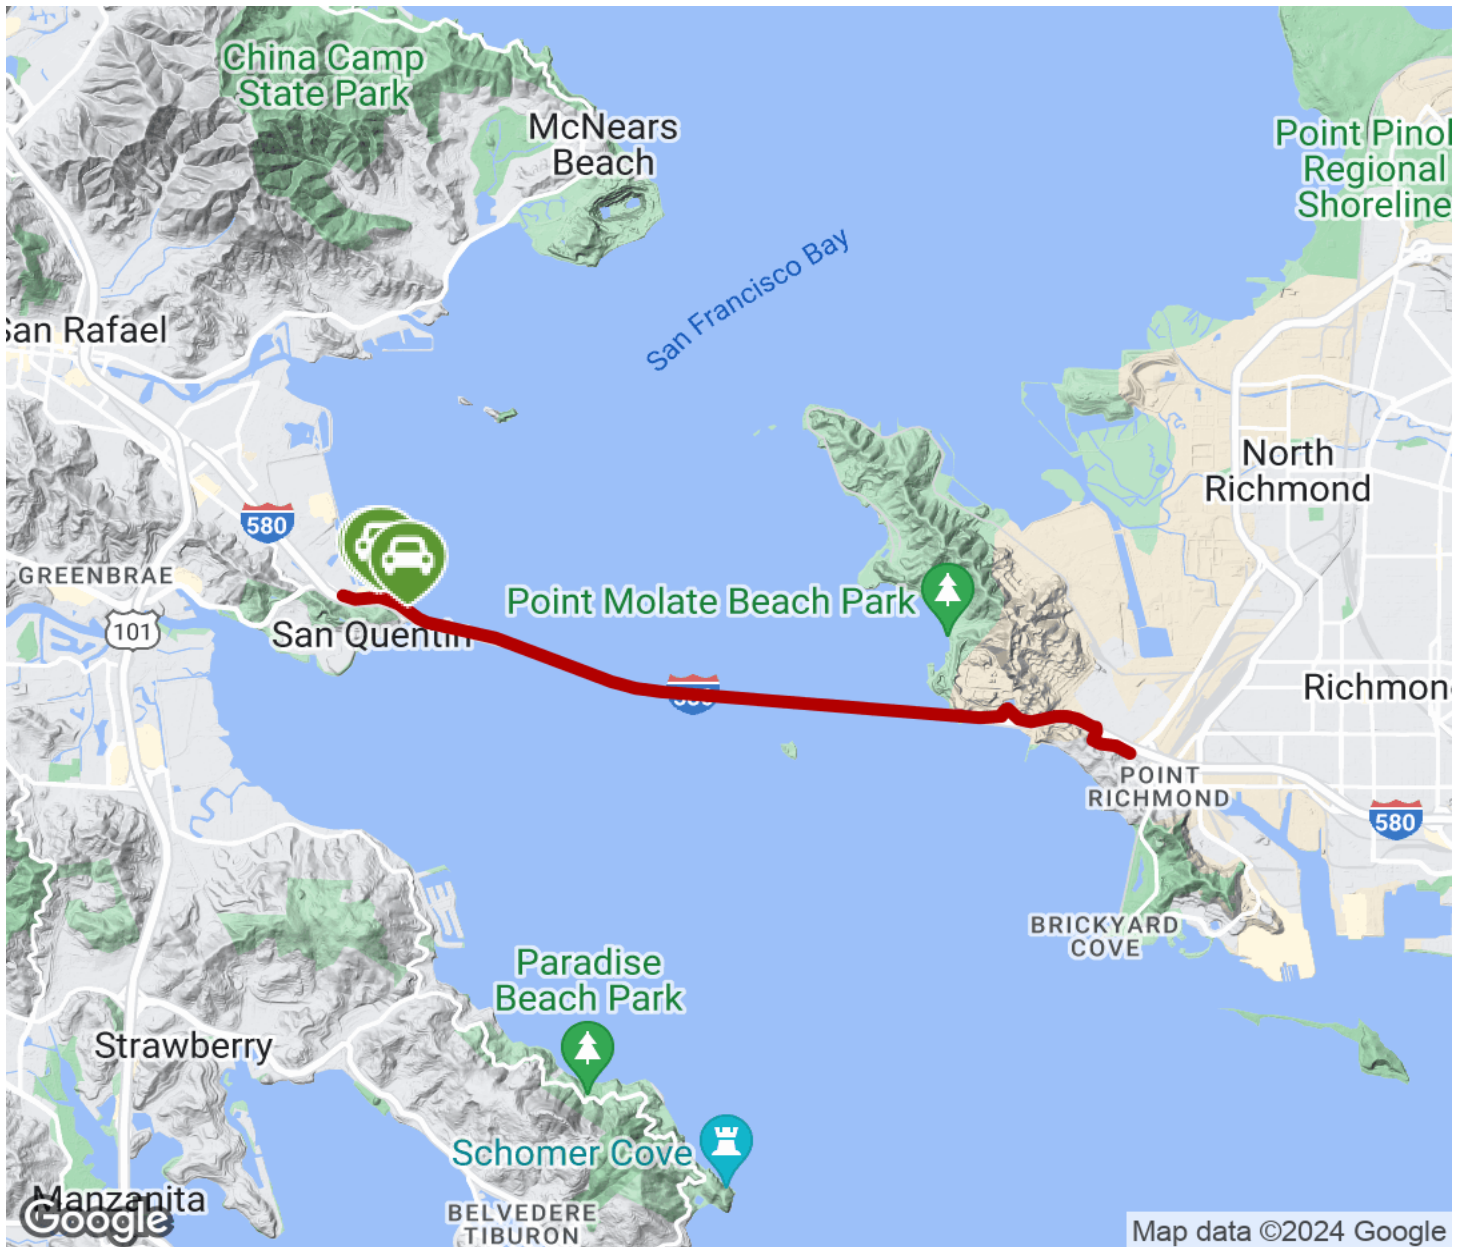 China Camp
State Park
McNears
Beach
Point Pinol
Regional
Shoreline
San Francisco Bay
San Rafael
North
Richmond
580
GREENBRAE
101
San Quentin
Point Molate Beach Park
580
Richmon
POINT
RICHMOND
580
BRICKYARD
COVE
Paradise
Beach Park
Strawberry
Schomer Cove
Manzanita
BELVEDERE
TIBURON
Google
Map data ©2024 Google